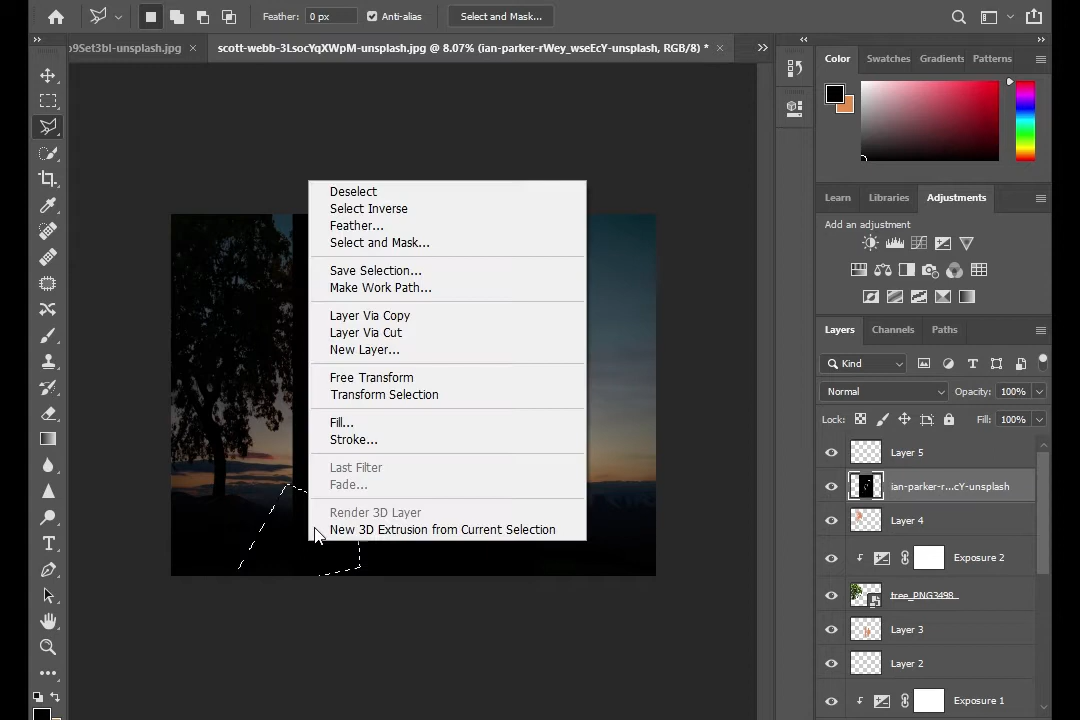 Feather: 0 px Anti-alias Select and Mask...
o9Set3bI-unsplash.jpg scott-webb-3LsocYqXWpM-unsplash.jpg @ 8.07% (ian-parker-rWey_wseEcY-unsplash, RGB/8) *
Color Swatches Gradients Patterns
Deselect
Select Inverse
Feather...
Select and Mask...
Save Selection...
Make Work Path...
Layer Via Copy
Layer Via Cut
New Layer...
Free Transform
Transform Selection
Fill...
Stroke...
Last Filter
Fade...
Render 3D Layer
New 3D Extrusion from Current Selection
Learn Libraries Adjustments
Add an adjustment
Layers Channels Paths
Kind
Normal Opacity: 100%
Lock: Fill: 100%
Layer 5
ian-parker-r...cY-unsplash
Layer 4
Exposure 2
tree_PNG3498
Layer 3
Layer 2
Exposure 1